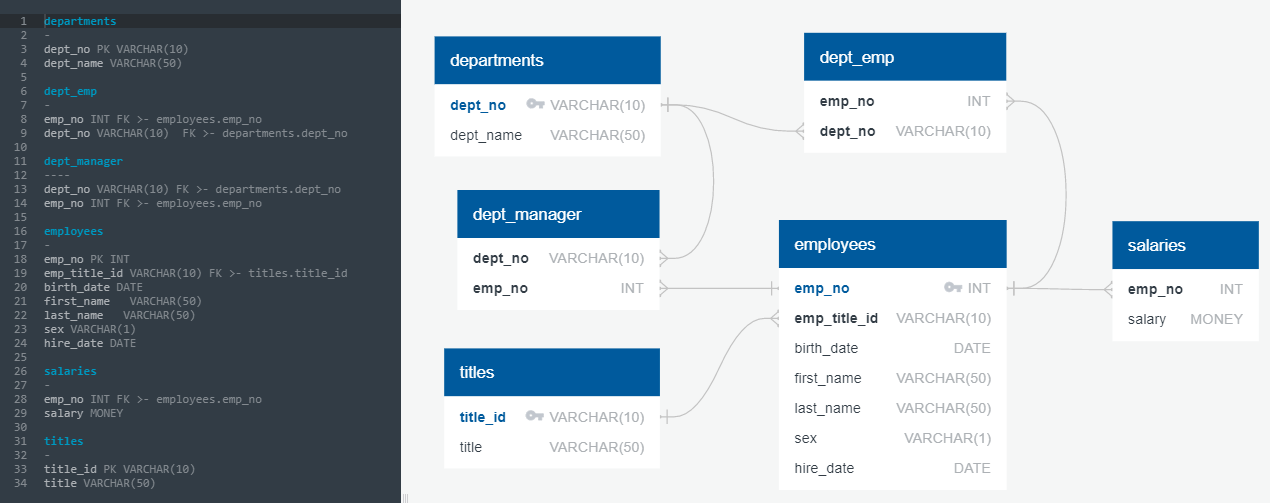 1 departments
2 -
3 dept_no PK VARCHAR(10)
4 dept_name VARCHAR(50)
5
6 dept_emp
7 -
8 emp_no INT FK >- employees.emp_no
9 dept_no VARCHAR(10)  FK >- departments.dept_no
10
11 dept_manager
12 ----
13 dept_no VARCHAR(10) FK >- departments.dept_no
14 emp_no INT FK >- employees.emp_no
15
16 employees
17 -
18 emp_no PK INT
19 emp_title_id VARCHAR(10) FK >- titles.title_id
20 birth_date DATE
21 first_name   VARCHAR(50)
22 last_name   VARCHAR(50)
23 sex VARCHAR(1)
24 hire_date DATE
25
26 salaries
27 -
28 emp_no INT FK >- employees.emp_no
29 salary MONEY
30
31 titles
32 -
33 title_id PK VARCHAR(10)
34 title VARCHAR(50)
departments
dept_no VARCHAR(10)
dept_name VARCHAR(50)
dept_emp
emp_no INT
dept_no VARCHAR(10)
dept_manager
dept_no VARCHAR(10)
emp_no INT
employees
emp_no INT
emp_title_id VARCHAR(10)
birth_date DATE
first_name VARCHAR(50)
last_name VARCHAR(50)
sex VARCHAR(1)
hire_date DATE
salaries
emp_no INT
salary MONEY
titles
title_id VARCHAR(10)
title VARCHAR(50)